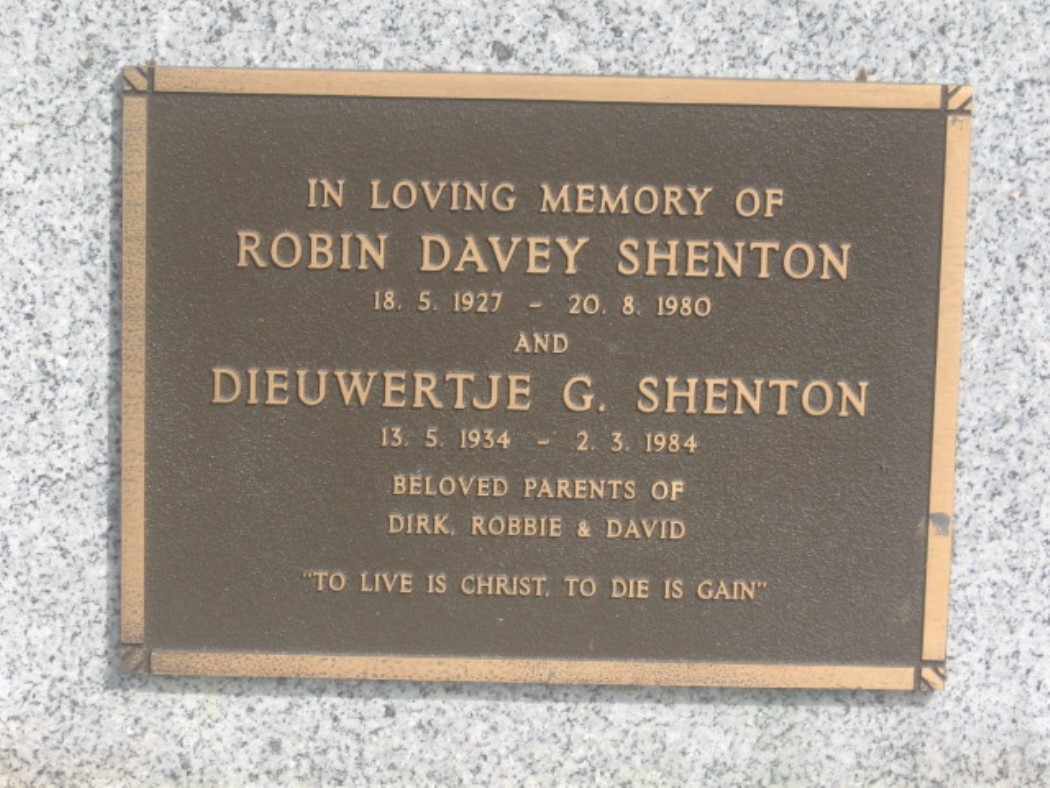 IN LOVING MEMORY OF
ROBIN DAVEY SHENTON
18. 5. 1927 - 20. 8. 1980
AND
DIEUWERTJE G. SHENTON
13. 5. 1934 - 2. 3. 1984
BELOVED PARENTS OF
DIRK, ROBBIE & DAVID
"TO LIVE IS CHRIST, TO DIE IS GAIN"